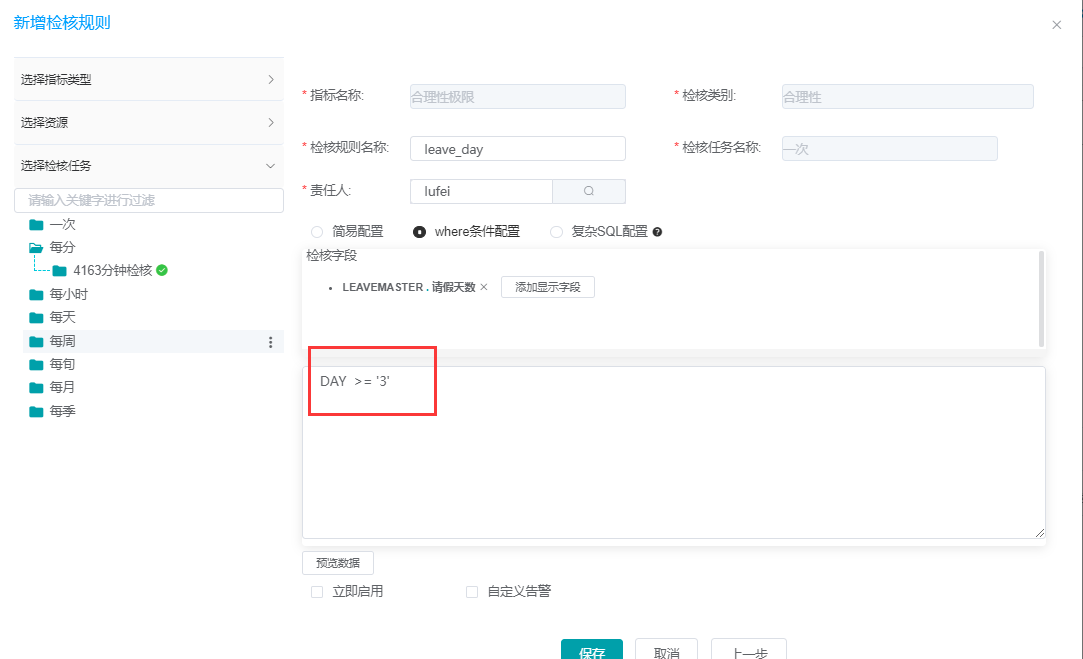 新增检核规则
选择指标类型
选择资源
选择检核任务
请输入关键字进行过滤
一次
每分
4163分钟检核
每小时
每天
每周
每旬
每月
每季
* 指标名称: 合理性极限 * 检核类别: 合理性
* 检核规则名称: leave_day * 检核任务名称: 一次
* 责任人: lufei
简易配置 where条件配置 复杂SQL配置 ?
检核字段
• LEAVEMASTER . 请假天数 × 添加显示字段
DAY >= '3'
预览数据
立即启用 自定义告警
保存 取消 上一步